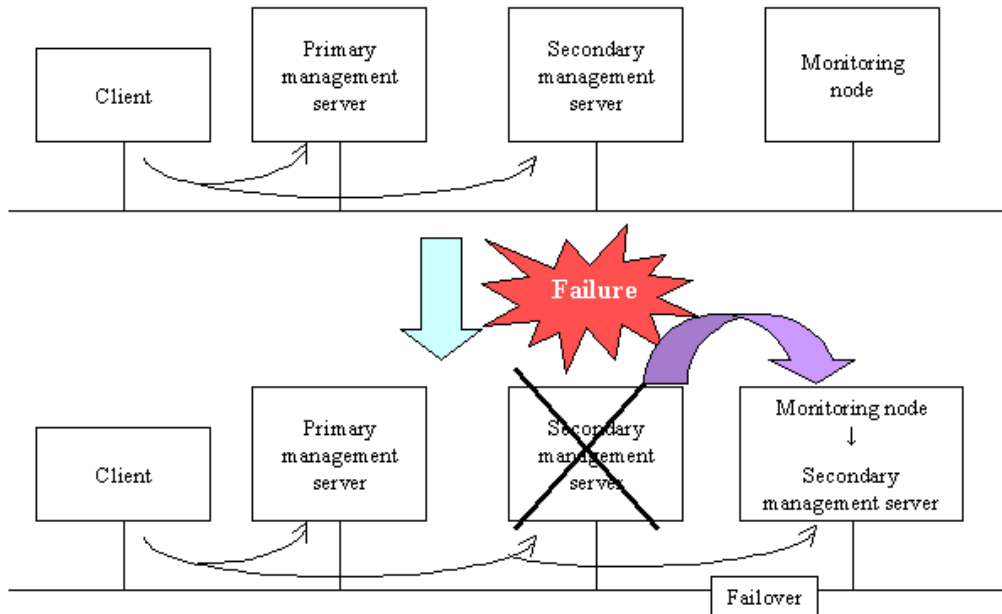 Client
Primary
management
server
Secondary
management
server
Monitoring
node
Failure
Client
Primary
management
server
Secondary
management
server
Monitoring node
↓
Secondary
management server
Failover